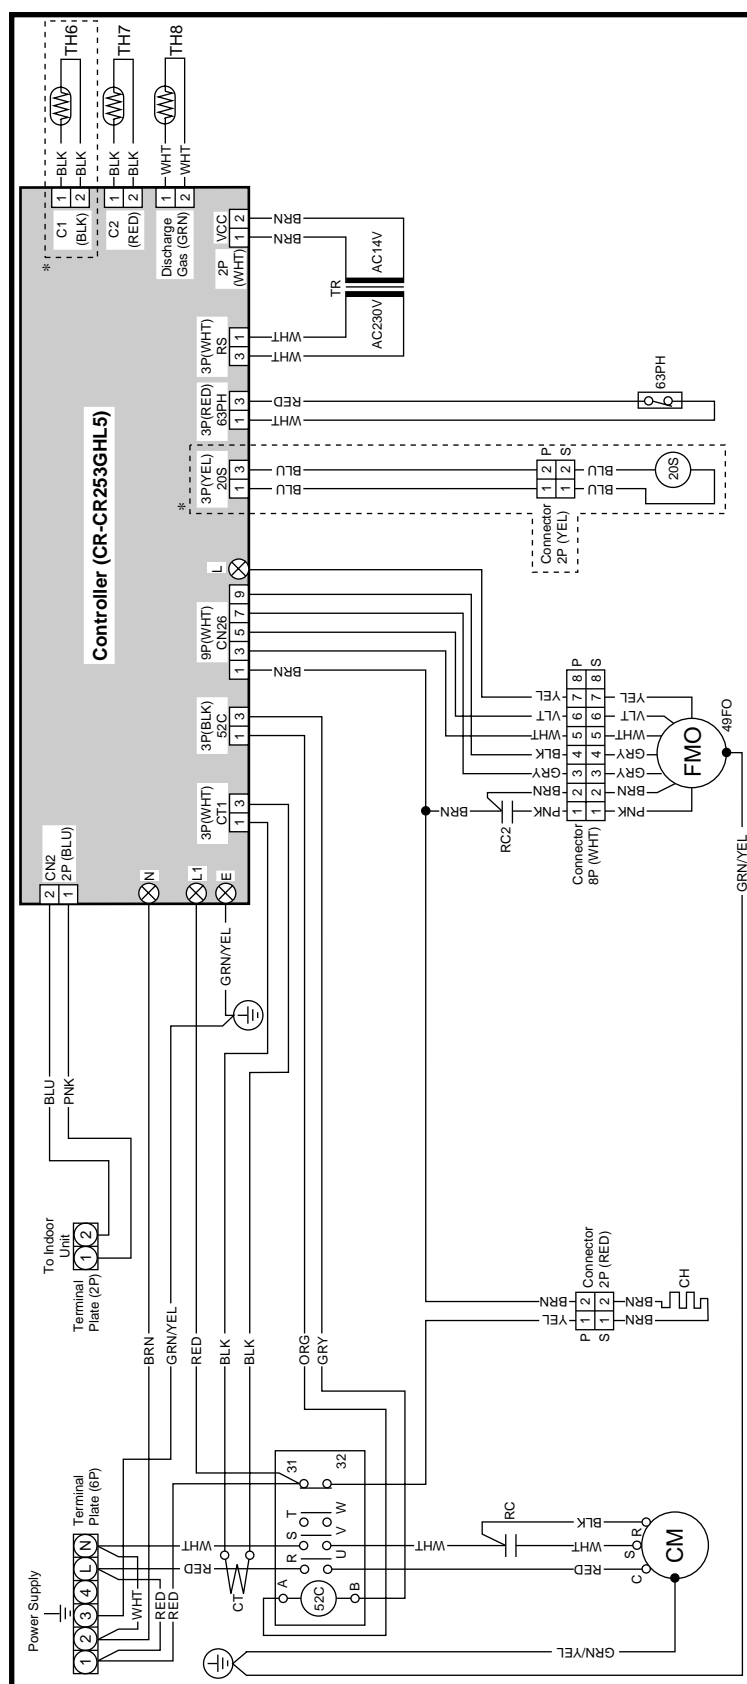 TH6
TH7
TH8
BLK
BLK
BLK
BLK
WHT
WHT
1
2
C1
(BLK)
*
1
2
C2
(RED)
1
2
Discharge
Gas (GRN)
Controller (CR-CR253GHL5)
VCC
2P
(WHT)
1
2
BRN
BRN
AC14V
TR
AC230V
3P(WHT)
RS
3
1
WHT
WHT
3P(RED)
63PH
1
3
RED
WHT
63PH
*
3P(YEL)
20S
1
3
BLU
BLU
Connector
2P (YEL)
1
2
P
1
2
S
BLU
BLU
20S
L
9P(WHT)
CN26
1
3
5
7
9
BRN
3P(BLK)
52C
1
3
3P(WHT)
CT1
1
3
CN2
2P (BLU)
2
1
N
L1
E
GRN/YEL
BRN
RC2
PNK
BRN
GRY
BLK
WHT
VLT
YEL
Connector
8P (WHT)
1
2
3
4
5
6
7
8
P
1
2
3
4
5
6
7
8
S
PNK
BRN
GRY
GRY
WHT
VLT
YEL
FMO
49FO
GRN/YEL
BLU
PNK
To Indoor
Unit
Terminal
Plate (2P)
1
2
BRN
GRN/YEL
RED
BLK
BLK
ORG
GRY
BRN
YEL
Connector
2P (RED)
P
1
2
S
1
2
BRN
BRN
CH
Power Supply
Terminal
Plate (6P)
1
2
3
4
L
N
WHT
RED
RED
WHT
RED
CT
31
32
T
W
S
V
R
U
A
B
52C
WHT
RC
BLK
WHT
RED
R
S
C
CM
GRN/YEL